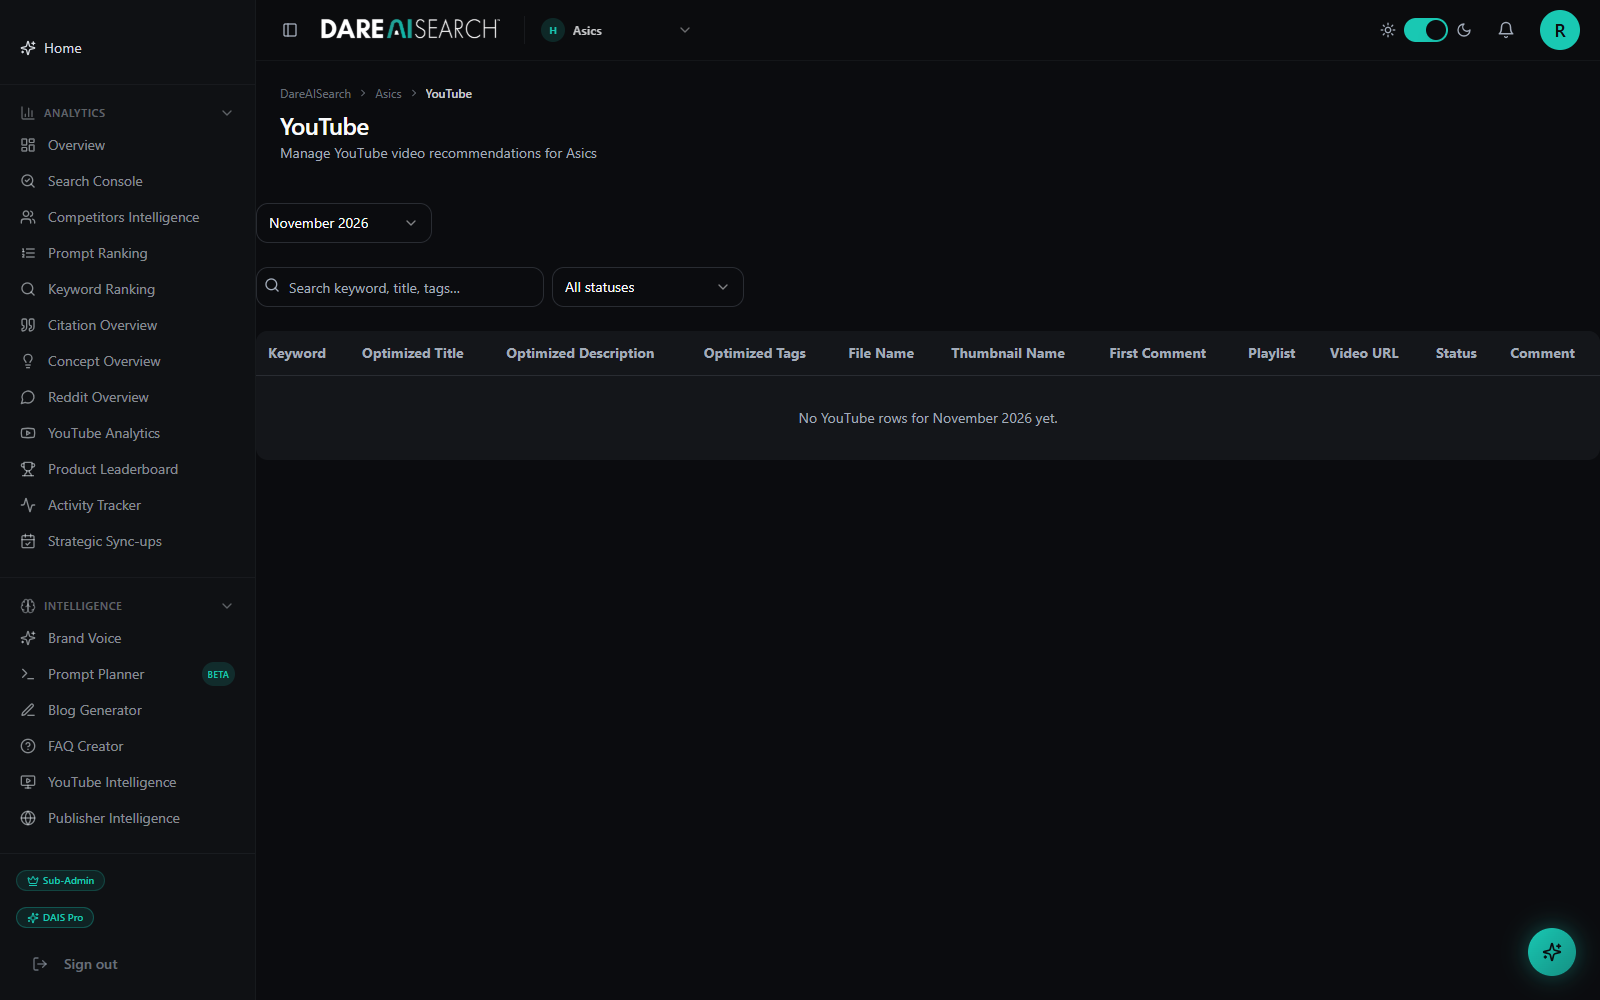 Home
ANALYTICS
Overview
Search Console
Competitors Intelligence
Prompt Ranking
Keyword Ranking
Citation Overview
Concept Overview
Reddit Overview
YouTube Analytics
Product Leaderboard
Activity Tracker
Strategic Sync-ups
INTELLIGENCE
Brand Voice
Prompt Planner BETA
Blog Generator
FAQ Creator
YouTube Intelligence
Publisher Intelligence
Sub-Admin
DAIS Pro
Sign out
DARE AI SEARCH
H Asics
R
DareAISearch > Asics > YouTube
YouTube
Manage YouTube video recommendations for Asics
November 2026
Search keyword, title, tags... All statuses
Keyword Optimized Title Optimized Description Optimized Tags File Name Thumbnail Name First Comment Playlist Video URL Status Comment
No YouTube rows for November 2026 yet.